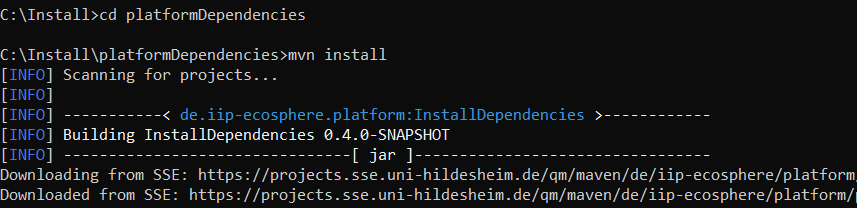 C:\Install>cd platformDependencies
C:\Install\platformDependencies>mvn install
[INFO] Scanning for projects...
[INFO]
[INFO] -----------< de.iip-ecosphere.platform:InstallDependencies >------------
[INFO] Building InstallDependencies 0.4.0-SNAPSHOT
[INFO] --------------------------------[ jar ]---------------------------------
Downloading from SSE: https://projects.sse.uni-hildesheim.de/qm/maven/de/iip-ecosphere/platform/
Downloaded from SSE: https://projects.sse.uni-hildesheim.de/qm/maven/de/iip-ecosphere/platform/